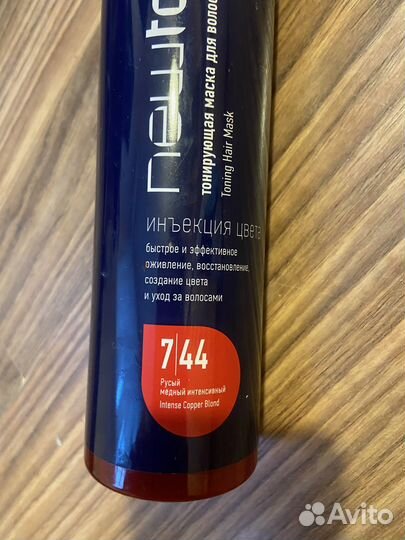 тонирующая маска для
Toning Hair Mask
инъекция цвета
быстрое и эффективное
оживление, восстановление,
создание цвета
и уход за волосами
7/44
Русый
медный интенсивный
Intense Copper Blond
Avito